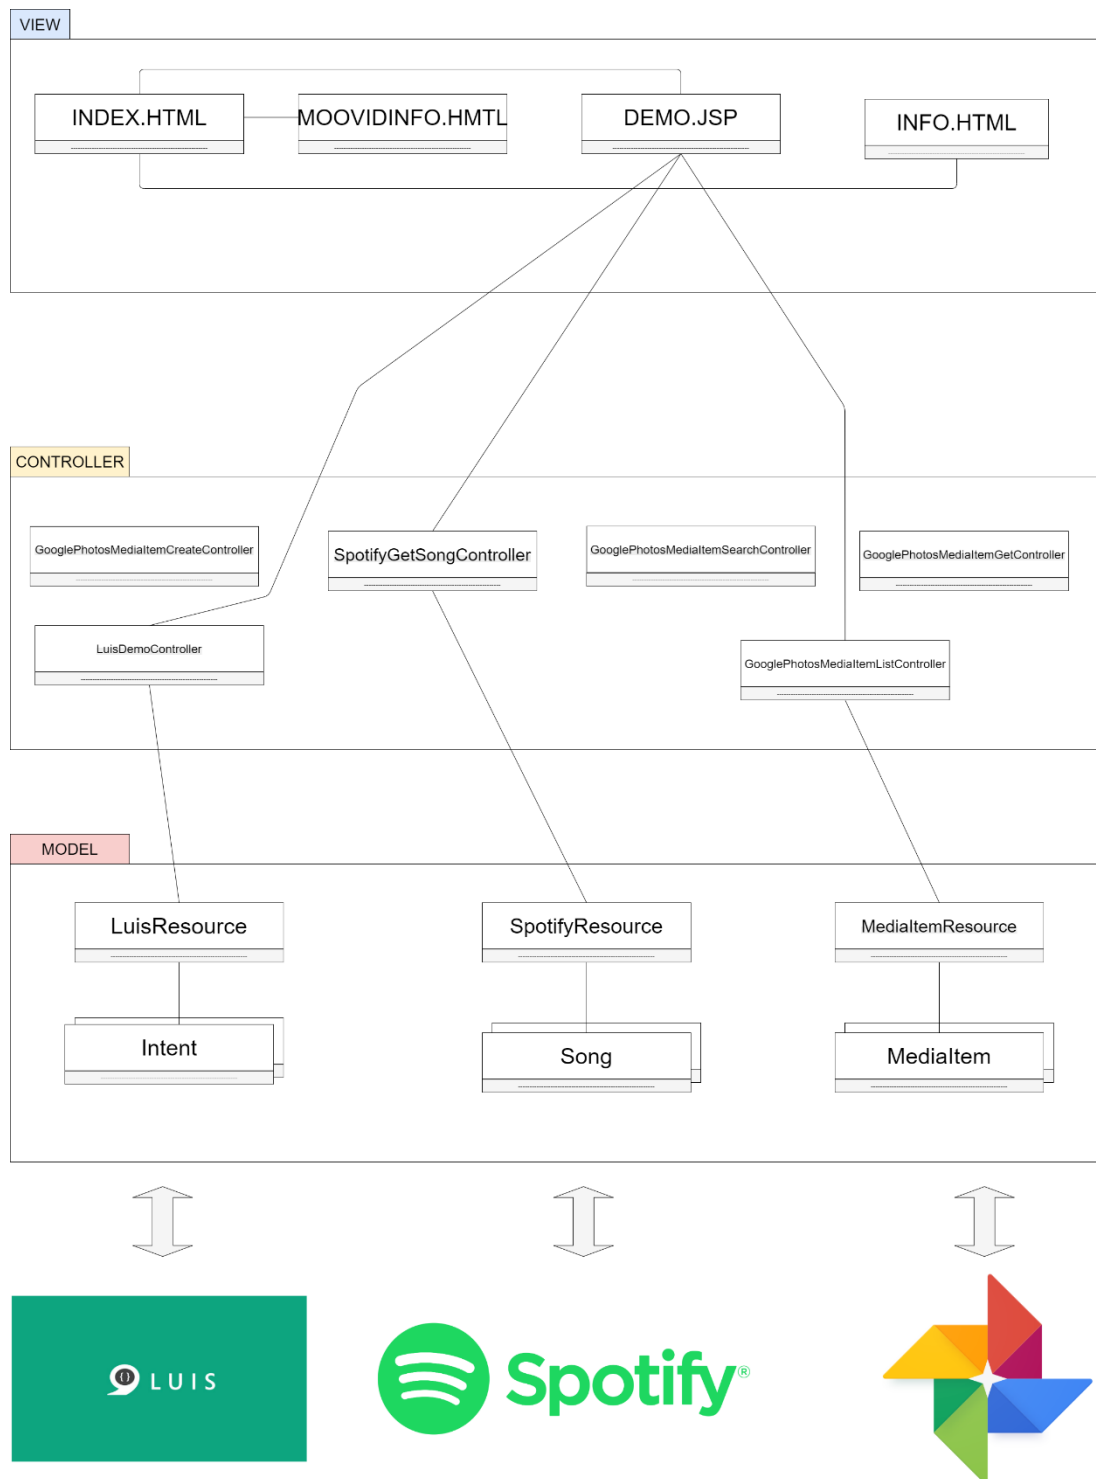 VIEW
INDEX.HTML
MOOVIDINFO.HMTL
DEMO.JSP
INFO.HTML
CONTROLLER
GooglePhotosMediaItemCreateController
SpotifyGetSongController
GooglePhotosMediaItemSearchController
GooglePhotosMediaItemGetController
LuisDemoController
GooglePhotosMediaItemListController
MODEL
LuisResource
SpotifyResource
MediaItemResource
Intent
Song
MediaItem
{} LUIS
Spotify®